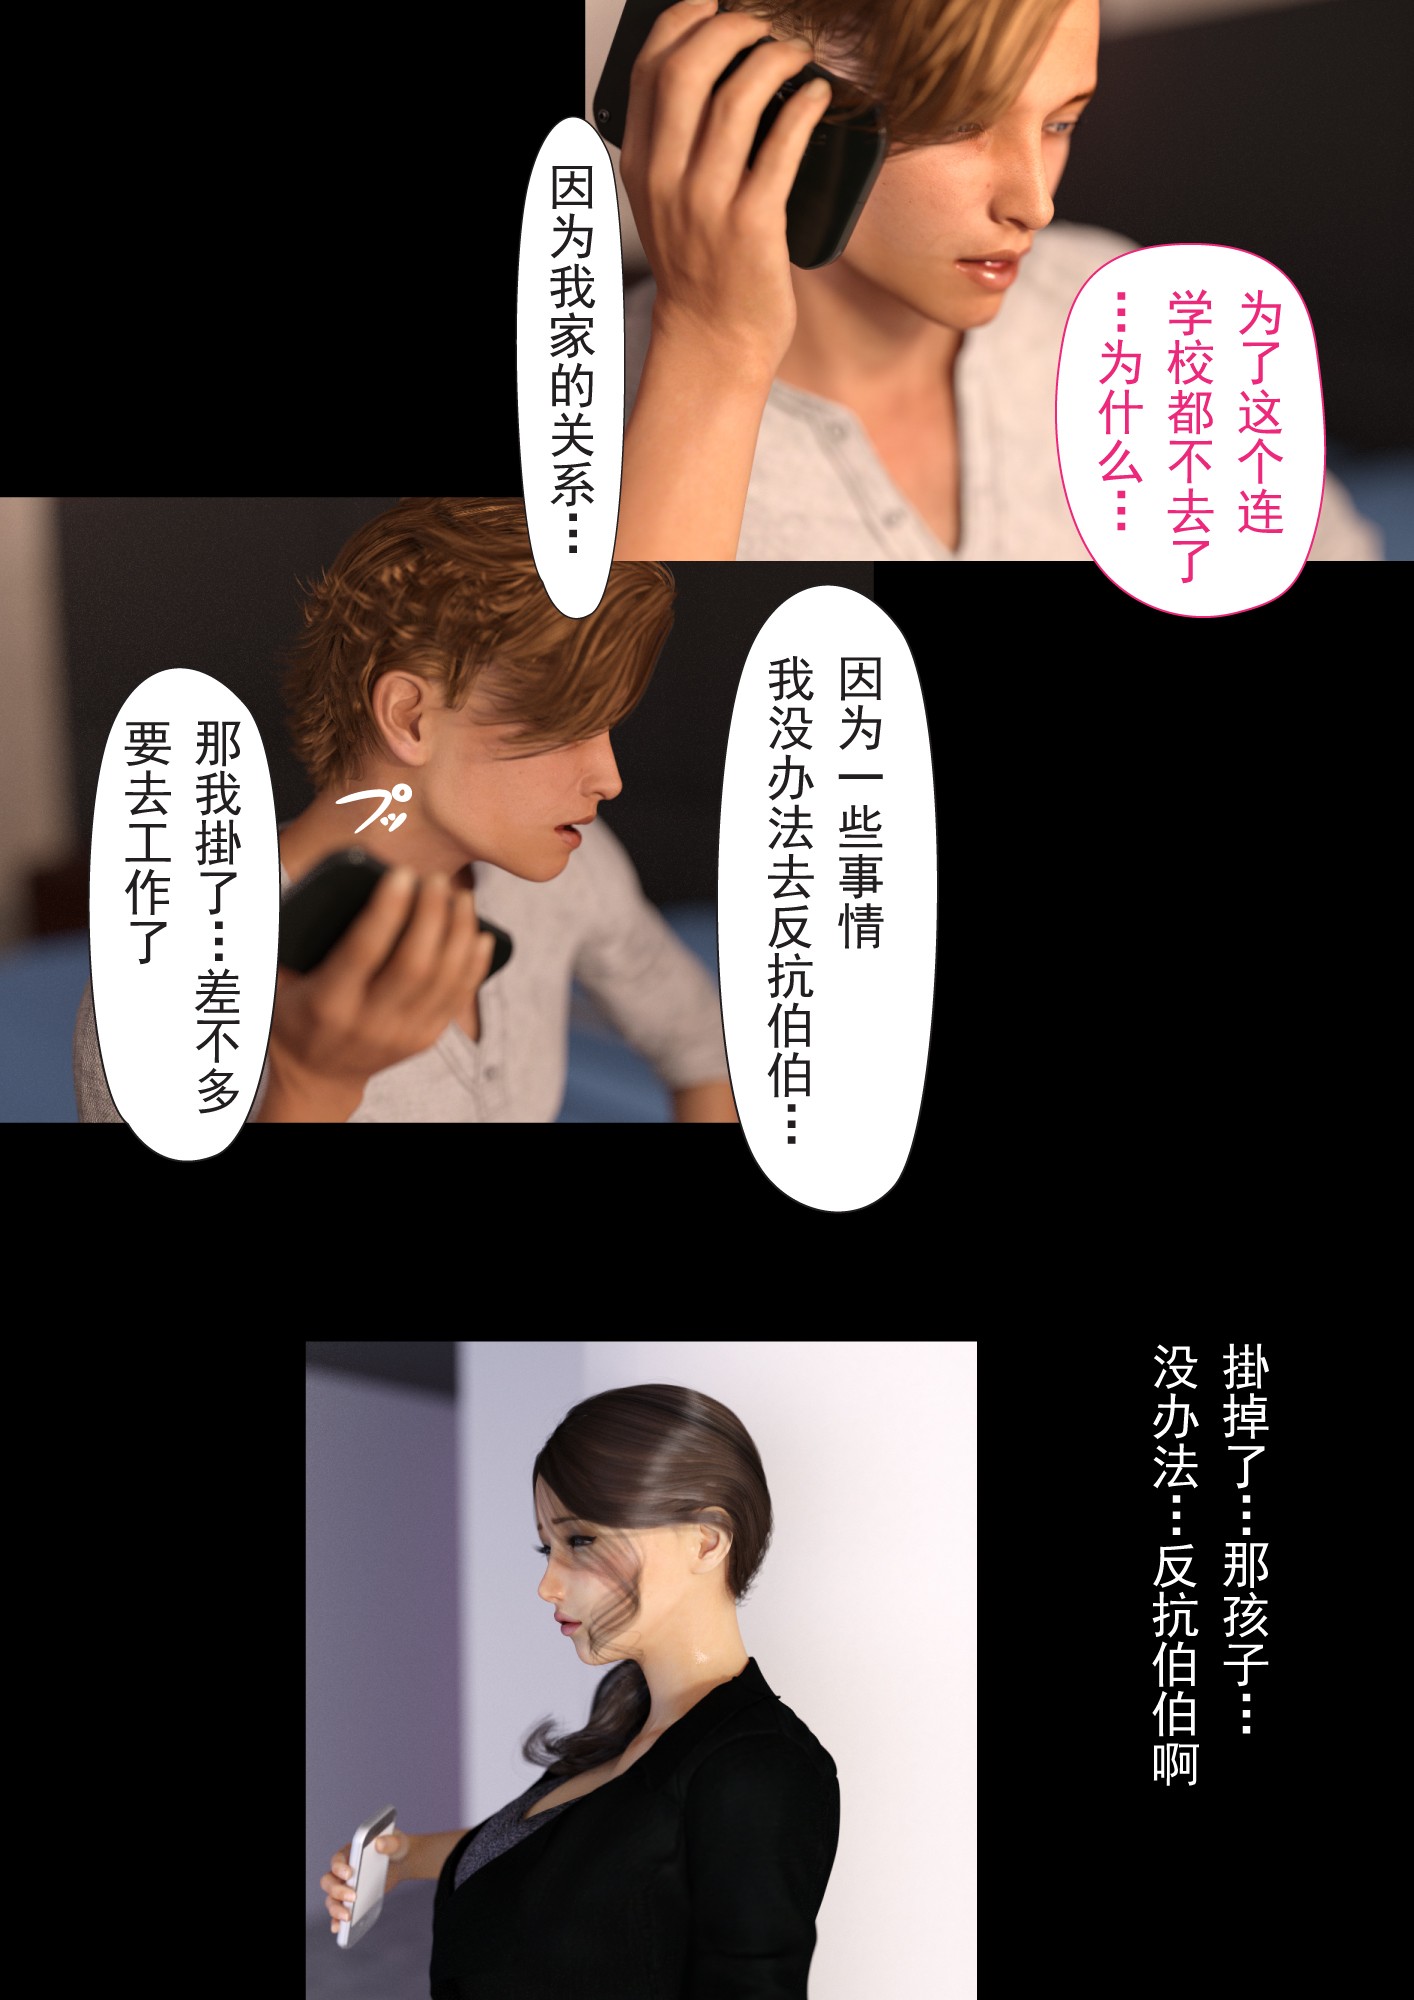 为了这个连
学校都不去了
…为什么…
因为我家的关系…
因为一些事情
我没办法去反抗伯伯…
プッ
那我掛了…差不多
要去工作了
掛掉了…那孩子…
没办法…反抗伯伯啊